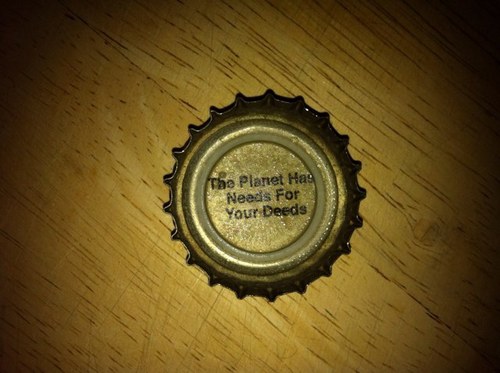 The Planet Has
Needs For
Your Deeds